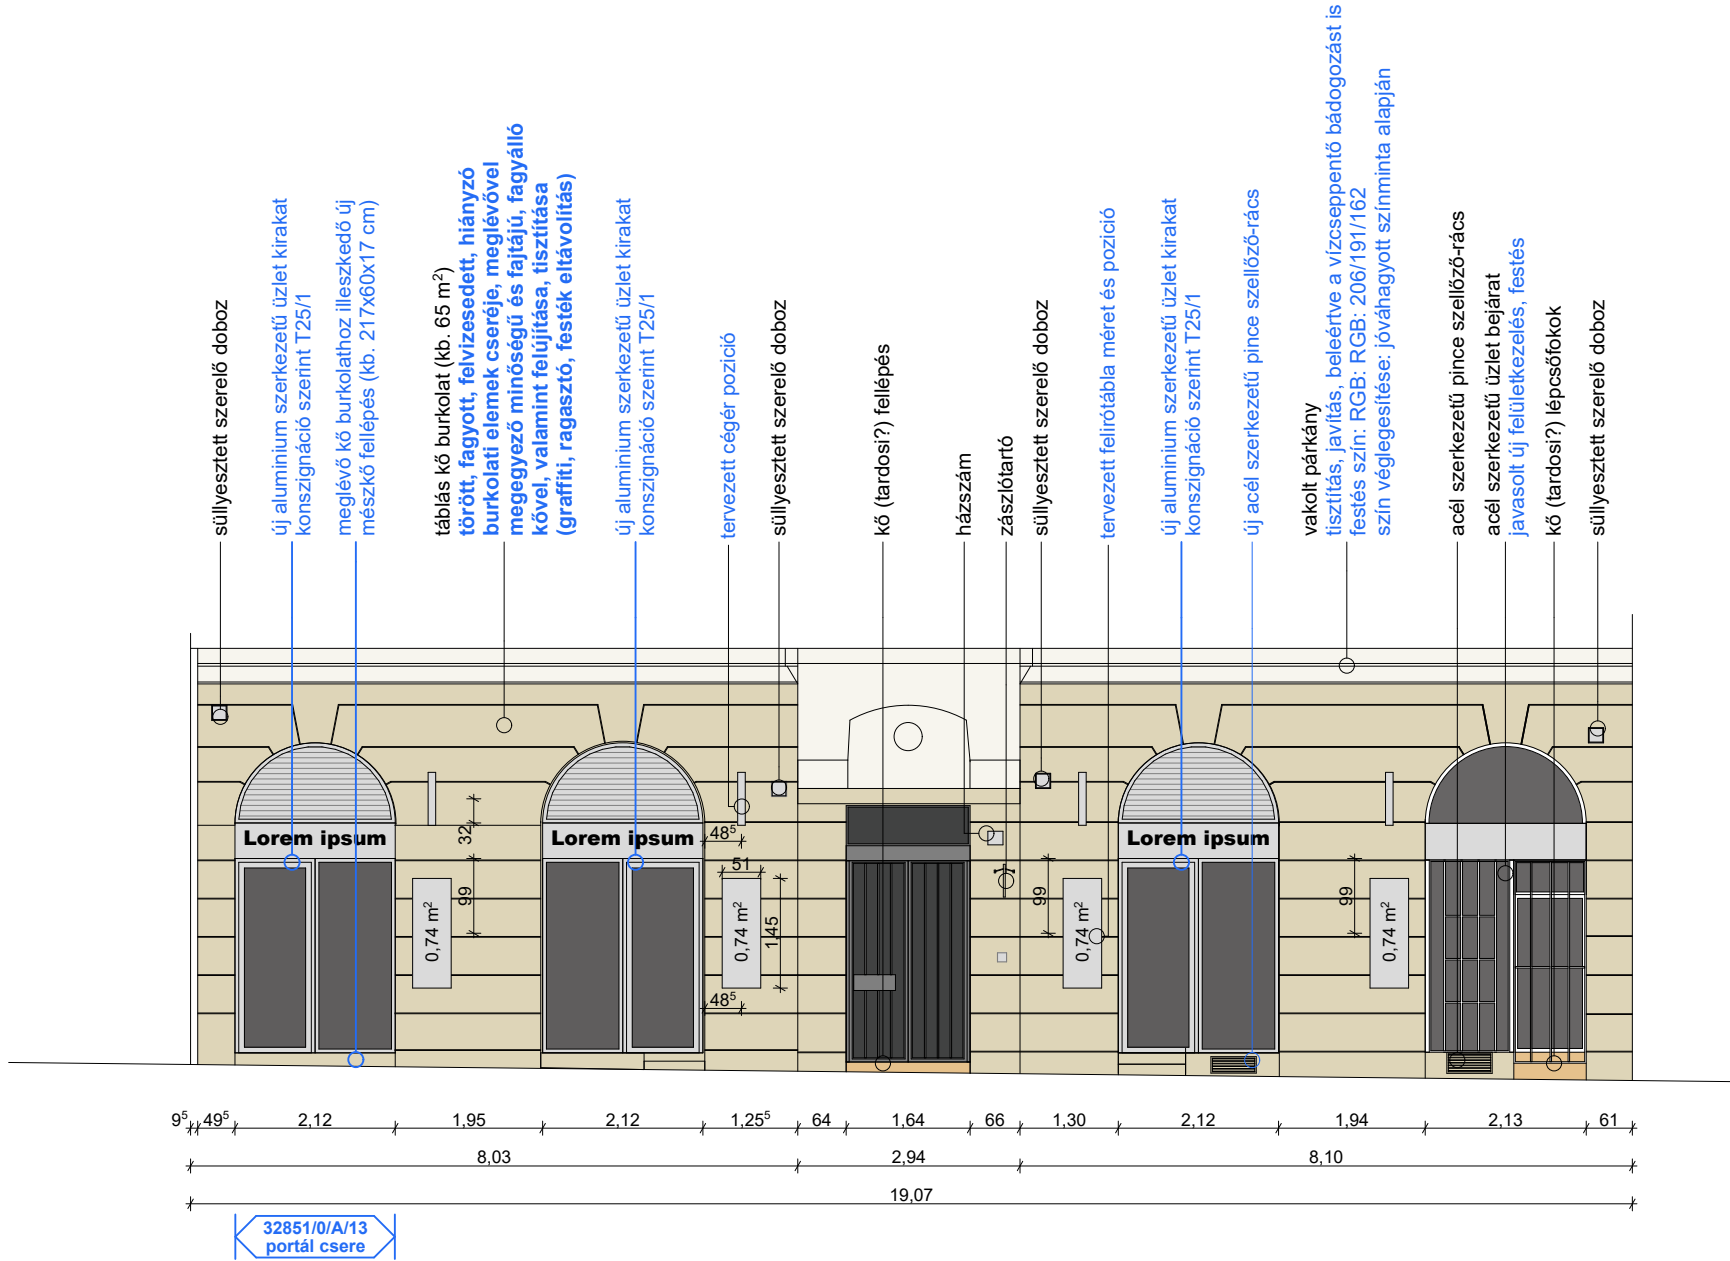 süllyesztett szerelő doboz
új aluminium szerkezetű üzlet kirakat
konszignáció szerint T25/1
meglévő kő burkolathoz illeszkedő új
mészkő fellépés (kb. 217x60x17 cm)
táblás kő burkolat (kb. 65 m²)
törött, fagyott, felvizesedett, hiányzó
burkolati elemek cseréje, meglévővel
megegyező minőségű és fajtájú, fagyálló
kővel, valamint felújítása, tisztítása
(graffiti, ragasztó, festék eltávolítás)
új aluminium szerkezetű üzlet kirakat
konszignáció szerint T25/1
tervezett cégér pozició
süllyesztett szerelő doboz
kő (tardosi?) fellépés
házszám
zászlótartó
süllyesztett szerelő doboz
tervezett felirótábla méret és pozició
új aluminium szerkezetű üzlet kirakat
konszignáció szerint T25/1
új acél szerkezetű pince szellőző-rács
vakolt párkány
tisztítás, javítás, beleértve a vízcseppentő bádogozást is
festés szín: RGB: RGB: 206/191/162
szín véglegesítése: jóváhagyott színminta alapján
acél szerkezetű pince szellőző-rács
acél szerkezetű üzlet bejárat
javasolt új felületkezelés, festés
kő (tardosi?) lépcsőfokok
süllyesztett szerelő doboz
Lorem ipsum
32
Lorem ipsum
48⁵
Lorem ipsum
51
99
99
99
0,74 m²
0,74 m²
1,45
0,74 m²
0,74 m²
48⁵
9⁵ 49⁵ 2,12 1,95 2,12 1,25⁵ 64 1,64 66 1,30 2,12 1,94 2,13 61
8,03 2,94 8,10
19,07
32851/0/A/13
portál csere